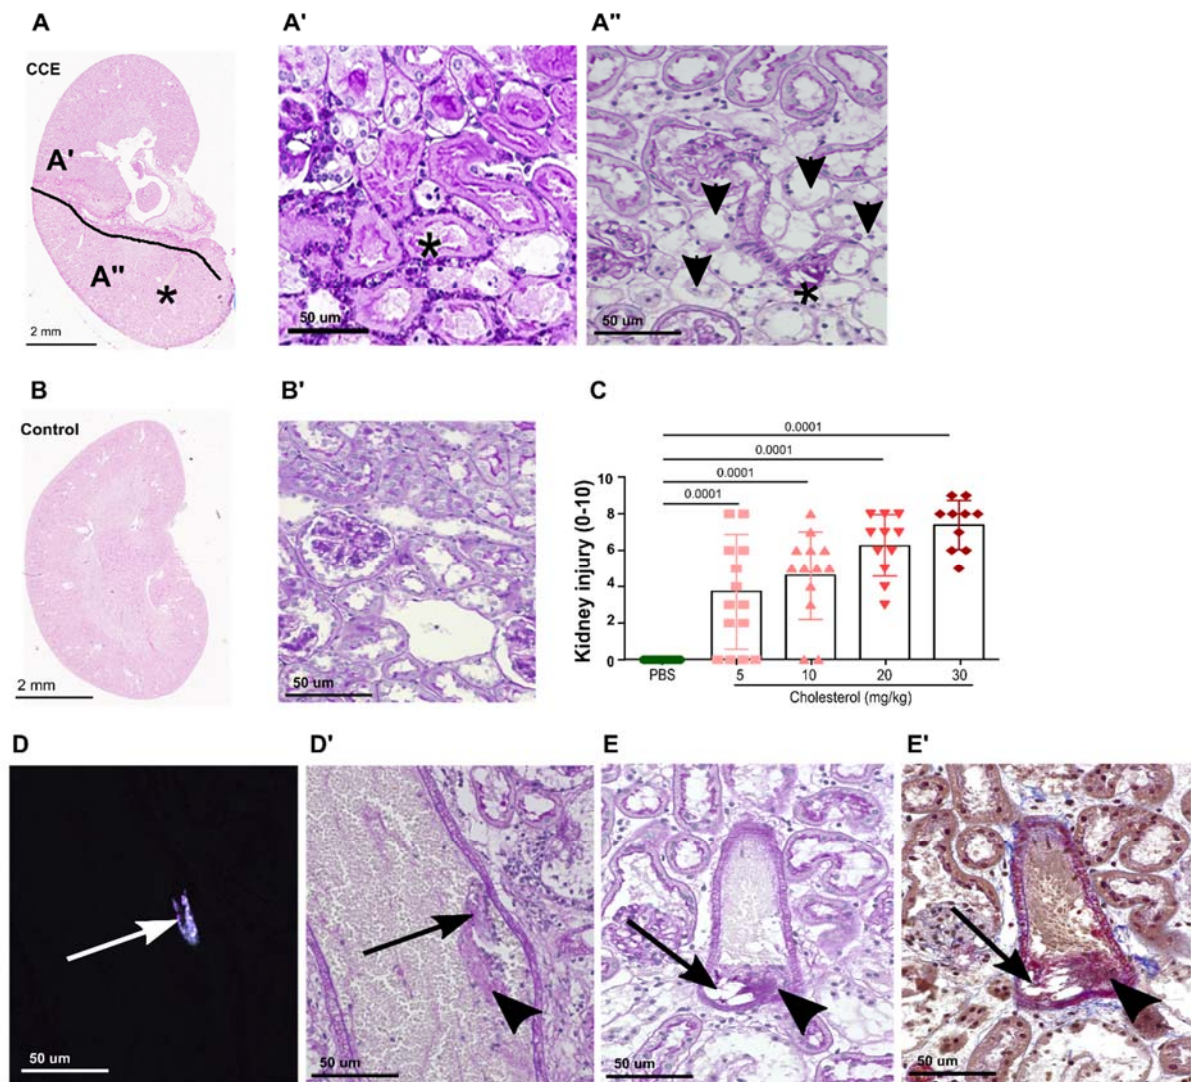 A
A'
A"
CCE
A'
A"
*
2 mm
*
50 um
*
50 um
B
B'
C
Control
2 mm
50 um
Kidney injury (0-10)
0.0001
0.0001
0.0001
0.0001
10
8
6
4
2
0
PBS
5
10
20
30
Cholesterol (mg/kg)
D
D'
E
E'
50 um
50 um
50 um
50 um